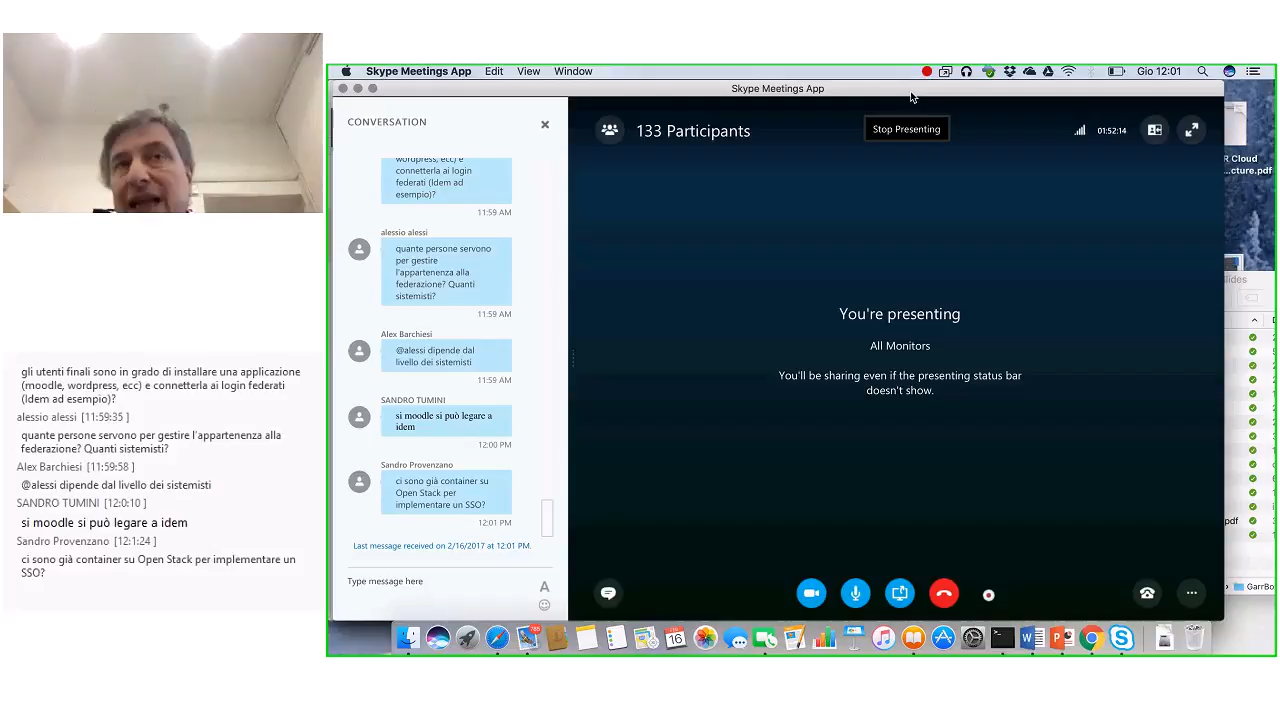 Skype Meetings App Edit View Window
Gio 12:01
Skype Meetings App
CONVERSATION
wordpress, ecc) e
connetterla ai login
federati (Idem ad
esempio)?
11:59 AM
alessio alessi
quante persone servono
per gestire
l'appartenenza alla
federazione? Quanti
sistemisti?
11:59 AM
Alex Barchiesi
@alessi dipende dal
livello dei sistemisti
11:59 AM
SANDRO TUMINI
si moodle si può legare a
idem
12:00 PM
Sandro Provenzano
ci sono già container su
Open Stack per
implementare un SSO?
12:01 PM
Last message received on 2/16/2017 at 12:01 PM.
Type message here
A
133 Participants
Stop Presenting
01:52:14
You're presenting
All Monitors
You'll be sharing even if the presenting status bar
doesn't show.
R Cloud
...cture.pdf
lides
pdf
GarrBo
gli utenti finali sono in grado di installare una applicazione
(moodle, wordpress, ecc) e connetterla ai login federati
(Idem ad esempio)?
alessio alessi [11:59:35 ]
quante persone servono per gestire l'appartenenza alla
federazione? Quanti sistemisti?
Alex Barchiesi [11:59:58 ]
@alessi dipende dal livello dei sistemisti
SANDRO TUMINI [12:0:10 ]
si moodle si può legare a idem
Sandro Provenzano [12:1:24 ]
ci sono già container su Open Stack per implementare un
SSO?
16